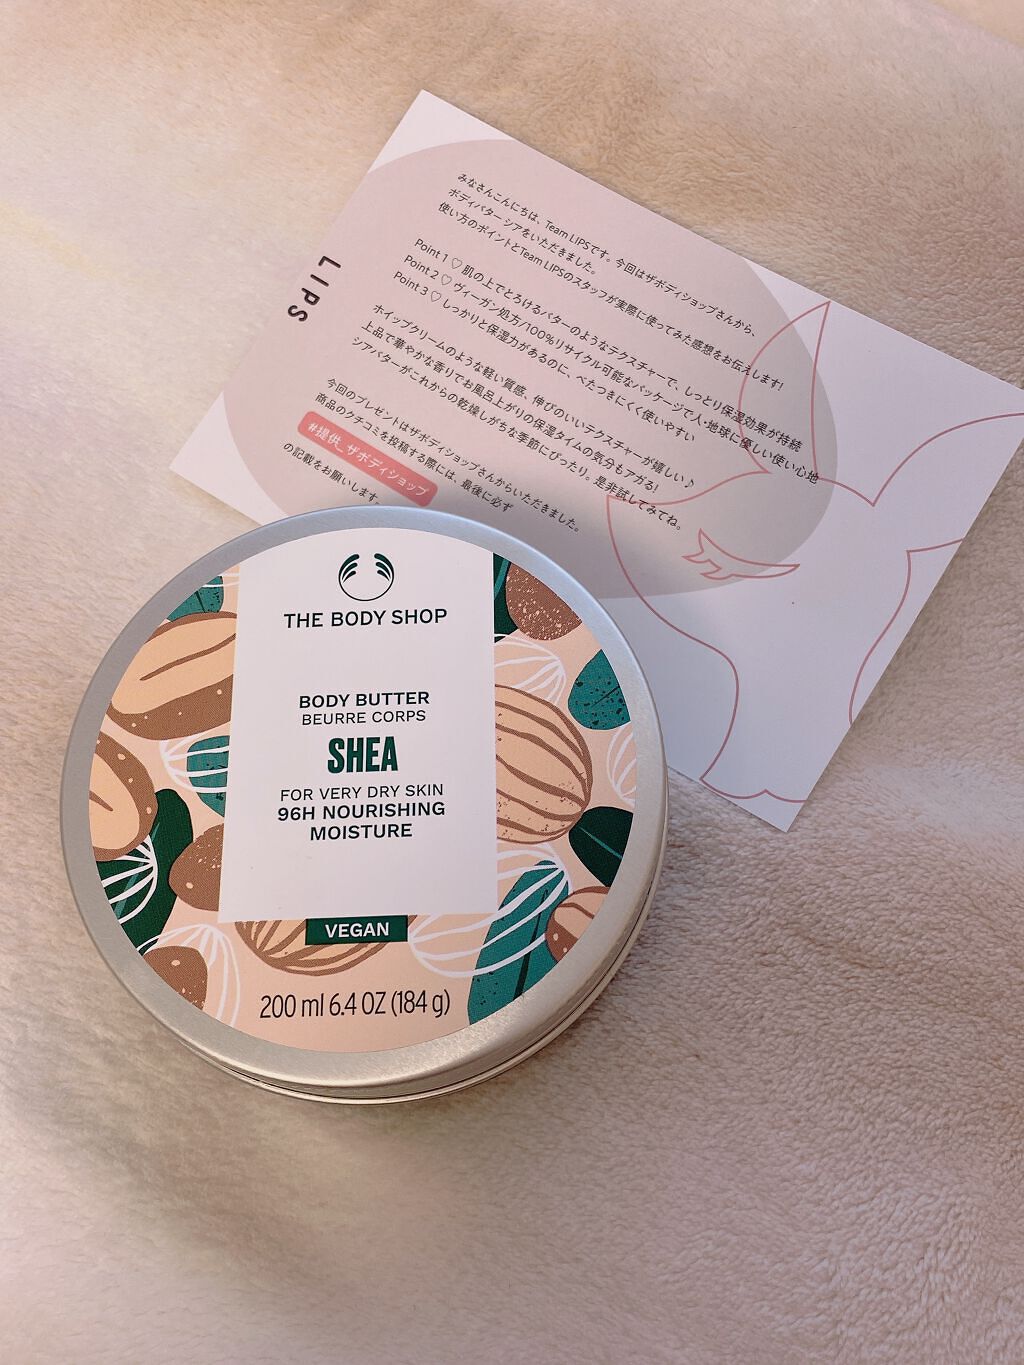 みなさんこんにちは、Team LIPSです。今回はザボディショップさんから、
ボディバター シアをいただきました。
使い方のポイントとTeam LIPSのスタッフが実際に使ってみた感想をお伝えします!
Point 1 ♡ 肌の上でとろけるバターのようなテクスチャーで、しっとり保湿効果が持続
Point 2 ♡ ヴィーガン処方/100%リサイクル可能なパッケージで人・地球に優しい使い心地
Point 3 ♡ しっかりと保湿力があるのに、べたつきにくく使いやすい
ホイップクリームのような軽い質感、伸びのいいテクスチャーが嬉しい♪
上品で華やかな香りでお風呂上がりの保湿タイムの気分もアガる!
シアバターがこれからの乾燥しがちな季節にぴったり。是非試してみてね。
今回のプレゼントはザボディショップさんからいただきました。
商品のクチコミを投稿する際には、最後に必ず
#提供_ザボディショップ
の記載をお願いします。
LIPS
THE BODY SHOP
BODY BUTTER
BEURRE CORPS
SHEA
FOR VERY DRY SKIN
96H NOURISHING
MOISTURE
VEGAN
200 ml 6.4 OZ (184 g)